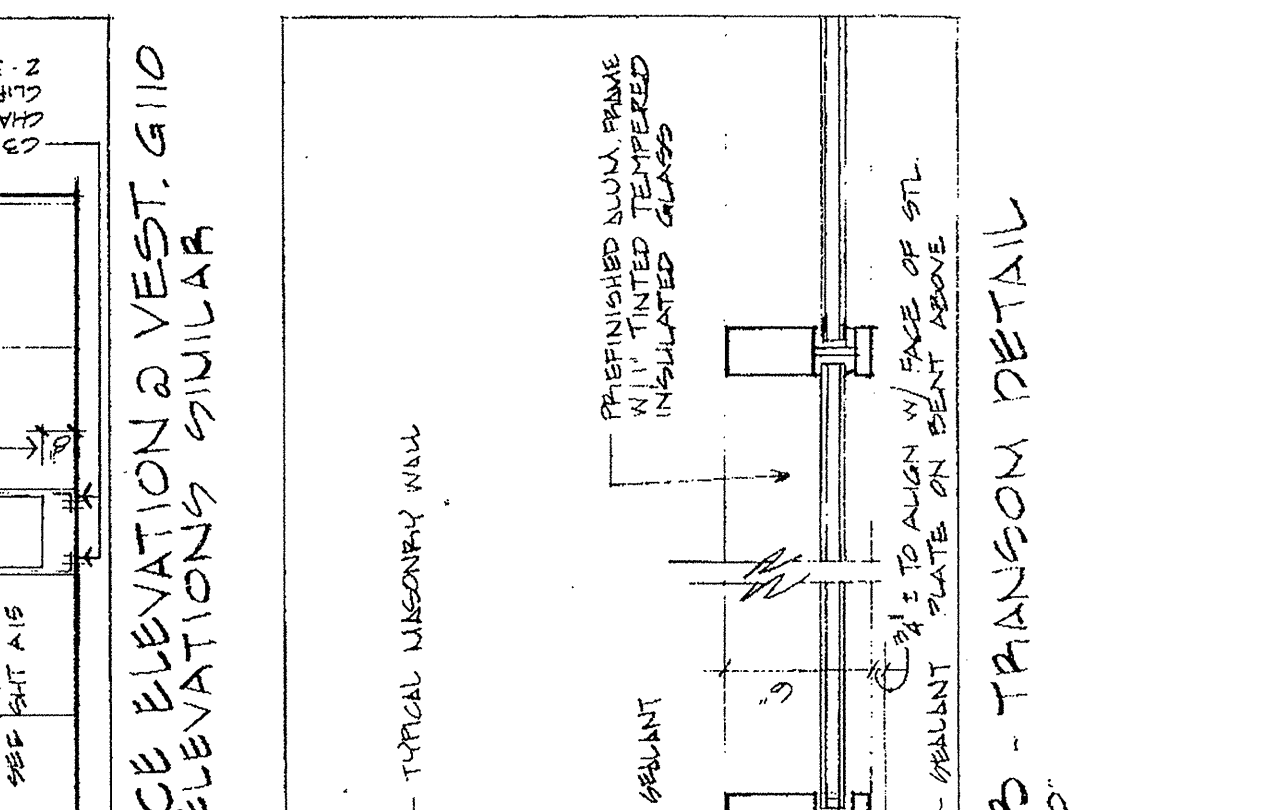 SEE SHT A15
C3
CE ELEVATION @ VEST. G110
ELEVATIONS SIMILAR
TYPICAL MASONRY WALL
PREFINISHED ALUM. FRAME
W/ 1" TINTED TEMPERED
INSULATED GLASS
SEALANT
6"
3/4" ± TO ALIGN W/ FACE OF STL.
PLATE ON BENT ABOVE
SEALANT
B - TRANSOM DETAIL